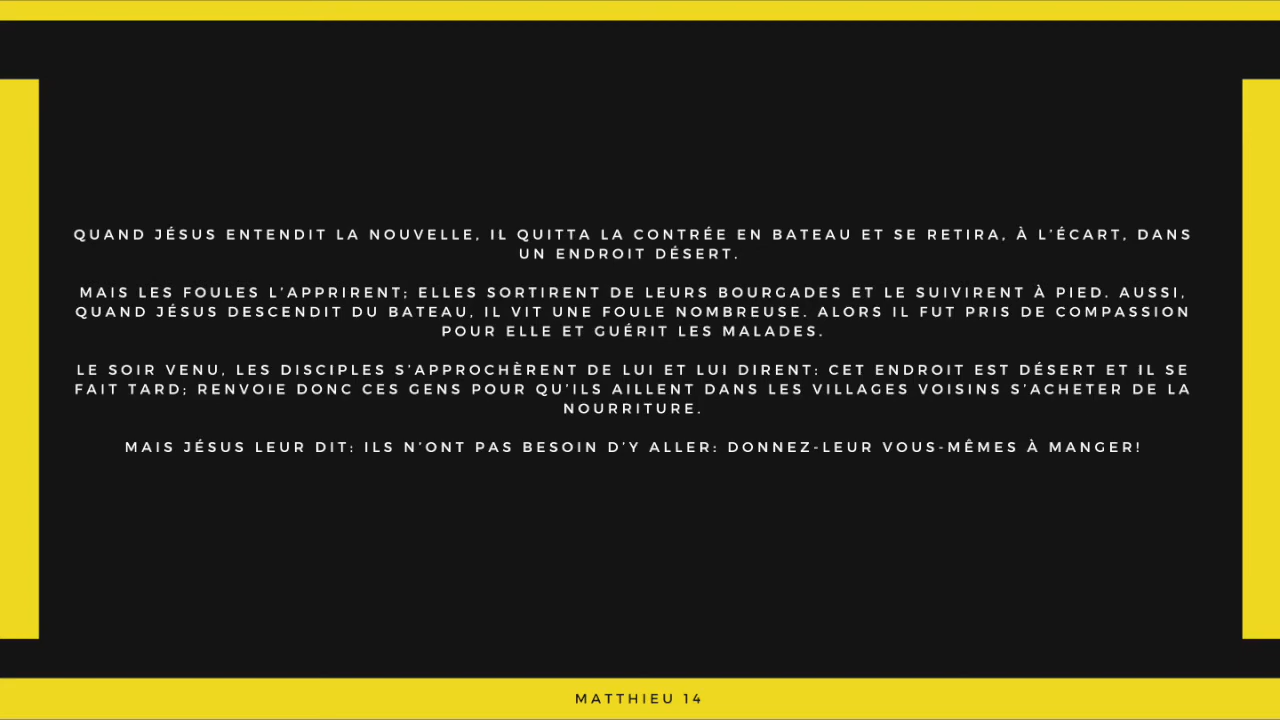 QUAND JÉSUS ENTENDIT LA NOUVELLE, IL QUITTA LA CONTRÉE EN BATEAU ET SE RETIRA, À L'ÉCART, DANS
UN ENDROIT DÉSERT.
MAIS LES FOULES L'APPRIRENT; ELLES SORTIRENT DE LEURS BOURGADES ET LE SUIVIRENT À PIED. AUSSI,
QUAND JÉSUS DESCENDIT DU BATEAU, IL VIT UNE FOULE NOMBREUSE. ALORS IL FUT PRIS DE COMPASSION
POUR ELLE ET GUÉRIT LES MALADES.
LE SOIR VENU, LES DISCIPLES S'APPROCHÈRENT DE LUI ET LUI DIRENT: CET ENDROIT EST DÉSERT ET IL SE
FAIT TARD; RENVOIE DONC CES GENS POUR QU'ILS AILLENT DANS LES VILLAGES VOISINS S'ACHETER DE LA
NOURRITURE.
MAIS JÉSUS LEUR DIT: ILS N'ONT PAS BESOIN D'Y ALLER: DONNEZ-LEUR VOUS-MÊMES À MANGER!
MATTHIEU 14